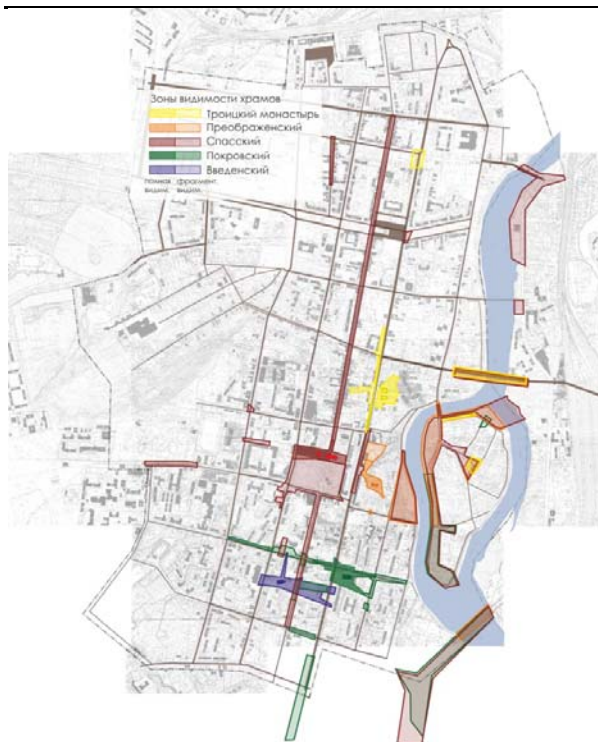 Зоны видимости храмов
Троицкий монастырь
Преображенский
Спасский
Покровский
Введенский
полная фрагмент.
видим. видим.